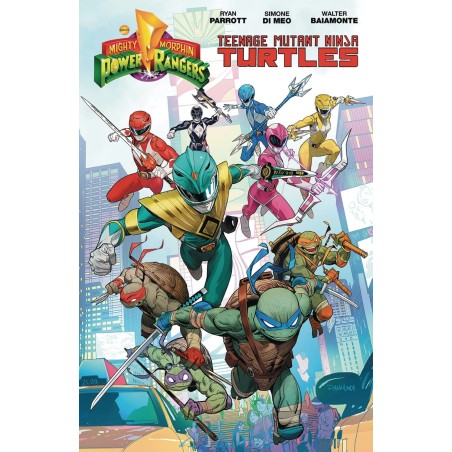 RYAN
PARROTT
SIMONE
DI MEO
WALTER
BAIAMONTE
MIGHTY MORPHIN
POWER RANGERS
TEENAGE MUTANT NINJA
TURTLES